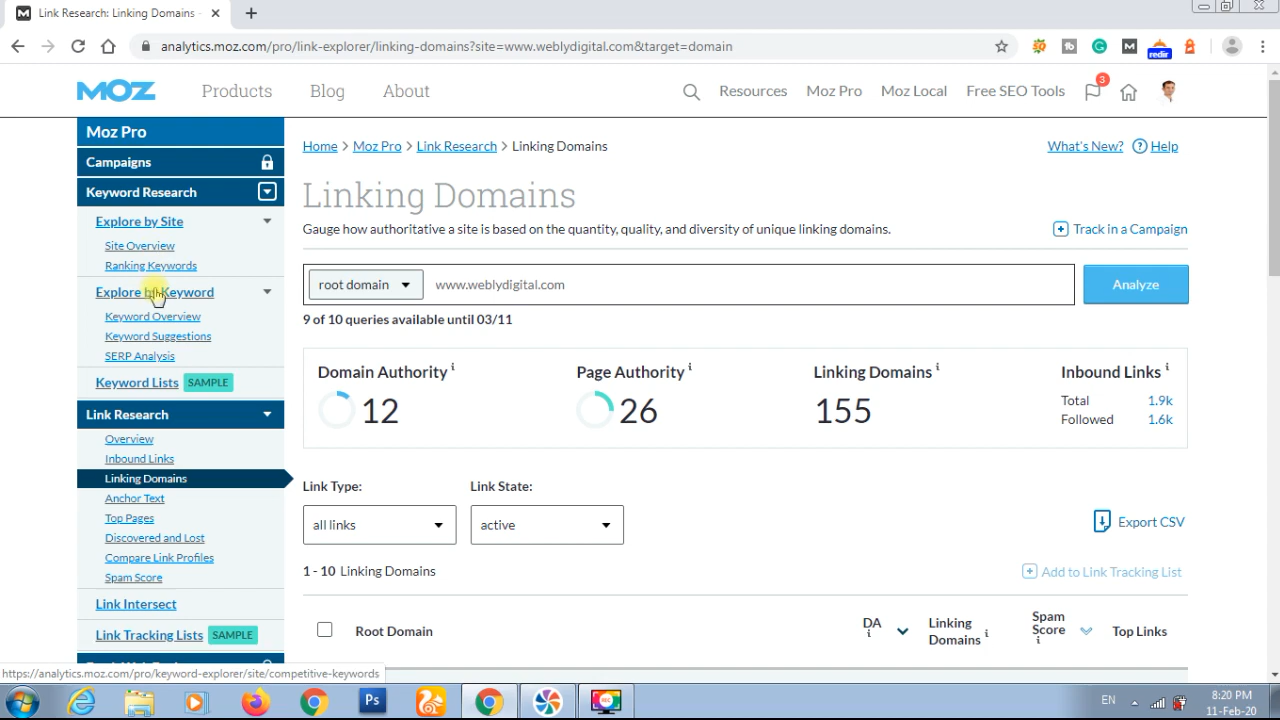 Link Research: Linking Domains -
analytics.moz.com/pro/link-explorer/linking-domains?site=www.weblydigital.com&target=domain
redir
MOZ
Products
Blog
About
Resources
Moz Pro
Moz Local
Free SEO Tools
3
Moz Pro
Campaigns
Keyword Research
Explore by Site
Site Overview
Ranking Keywords
Explore by Keyword
Keyword Overview
Keyword Suggestions
SERP Analysis
Keyword Lists SAMPLE
Link Research
Overview
Inbound Links
Linking Domains
Anchor Text
Top Pages
Discovered and Lost
Compare Link Profiles
Spam Score
Link Intersect
Link Tracking Lists SAMPLE
Home > Moz Pro > Link Research > Linking Domains
What's New? Help
Linking Domains
Gauge how authoritative a site is based on the quantity, quality, and diversity of unique linking domains.
Track in a Campaign
root domain www.weblydigital.com
Analyze
9 of 10 queries available until 03/11
Domain Authority i
12
Page Authority i
26
Linking Domains i
155
Inbound Links i
Total 1.9k
Followed 1.6k
Link Type: Link State:
all links active
Export CSV
1 - 10 Linking Domains
Add to Link Tracking List
Root Domain
DA i
Linking Domains i
Spam Score i
Top Links
https://analytics.moz.com/pro/keyword-explorer/site/competitive-keywords
Ps
EN
8:20 PM
11-Feb-20